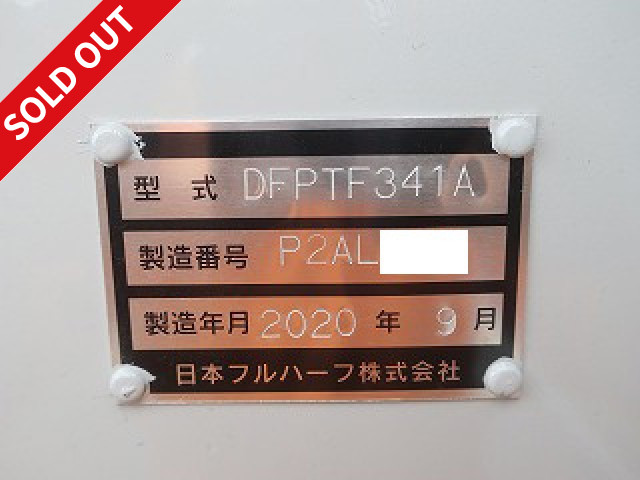 SOLD OUT
型 式 DFPTF341A
製造番号 P2AL
製造年月 2020 年 9 月
日本フルハーフ株式会社